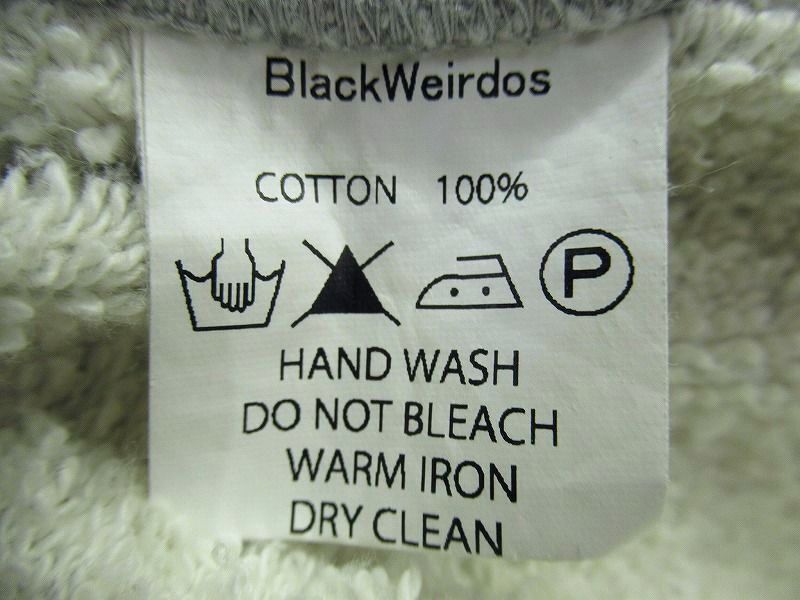 BlackWeirdos
COTTON 100%
P
HAND WASH
DO NOT BLEACH
WARM IRON
DRY CLEAN